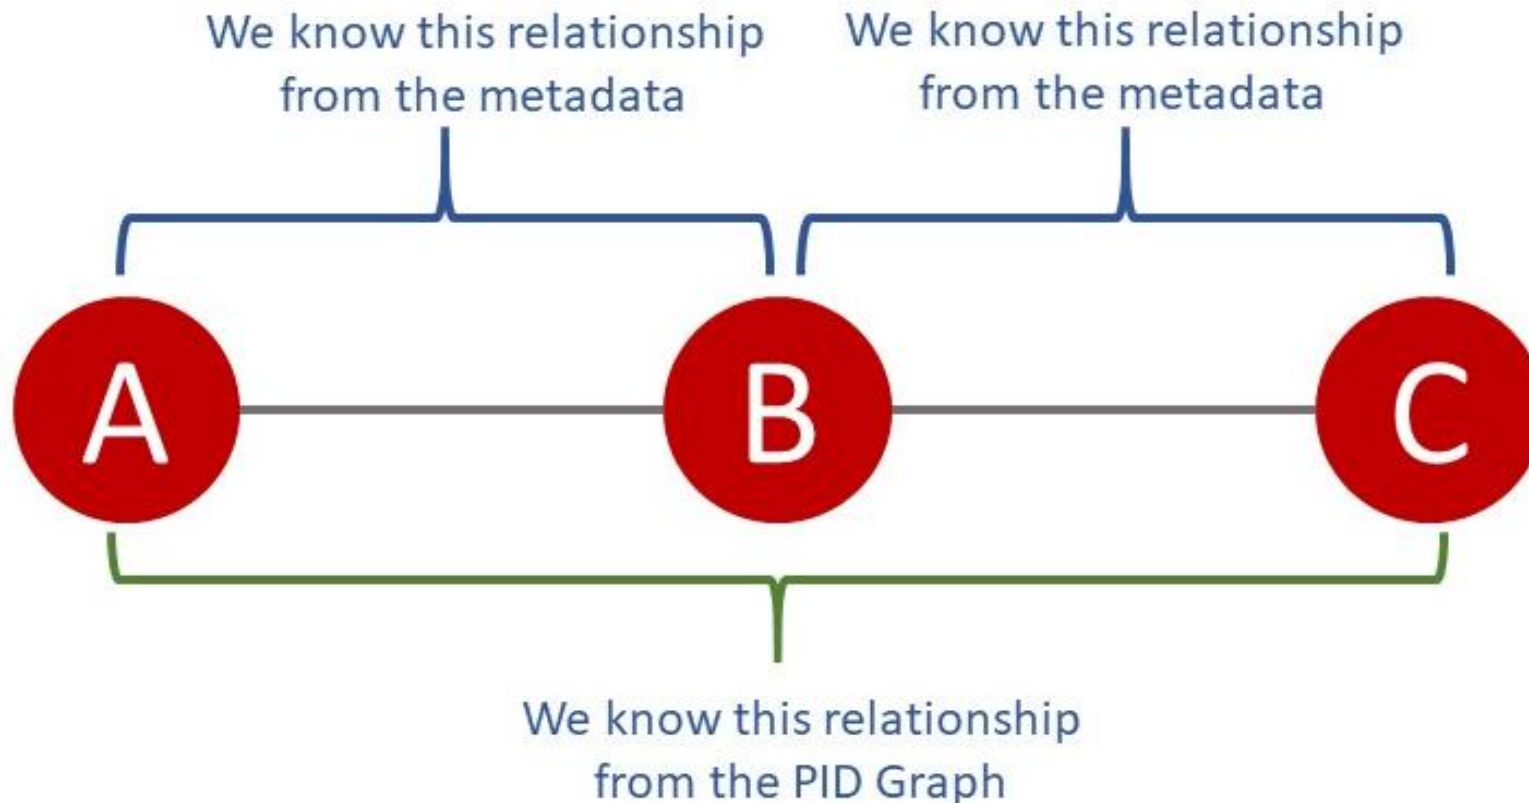 We know this relationship
from the metadata
We know this relationship
from the metadata
A
B
C
We know this relationship
from the PID Graph